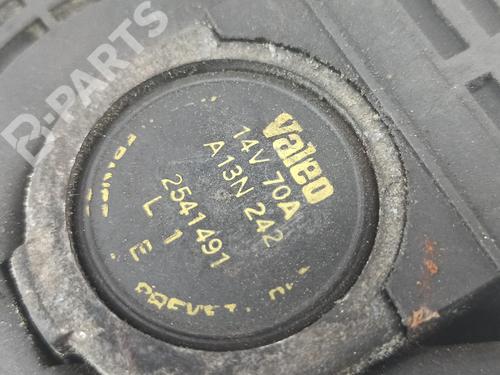 B-PARTS
Valeo
14V 70A
A13N 242
2541491
L 1 E